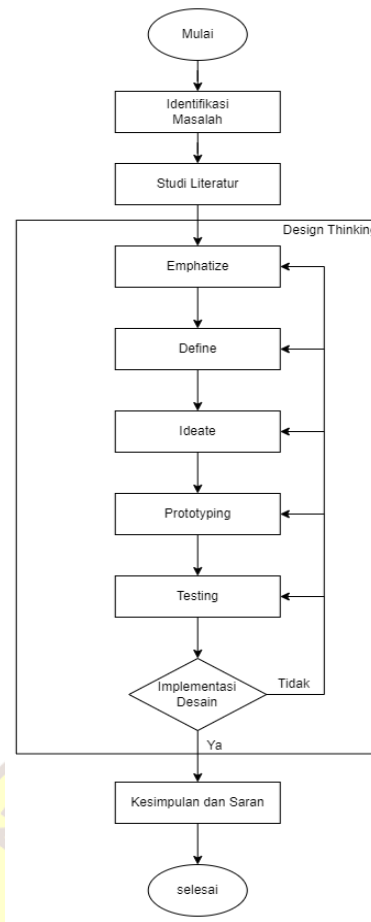 Mulai
Identifikasi
Masalah
Studi Literatur
Design Thinking
Emphatize
Define
Ideate
Prototyping
Testing
Implementasi
Desain
Tidak
Ya
Kesimpulan dan Saran
selesai